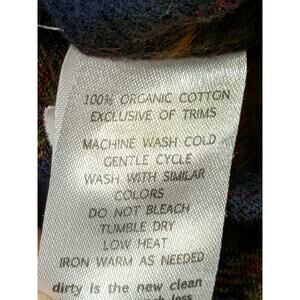 100% ORGANIC COTTON
EXCLUSIVE OF TRIMS
MACHINE WASH COLD
GENTLE CYCLE
WASH WITH SIMILAR
COLORS
DO NOT BLEACH
TUMBLE DRY
LOW HEAT
IRON WARM AS NEEDED
dirty is the new clean
less